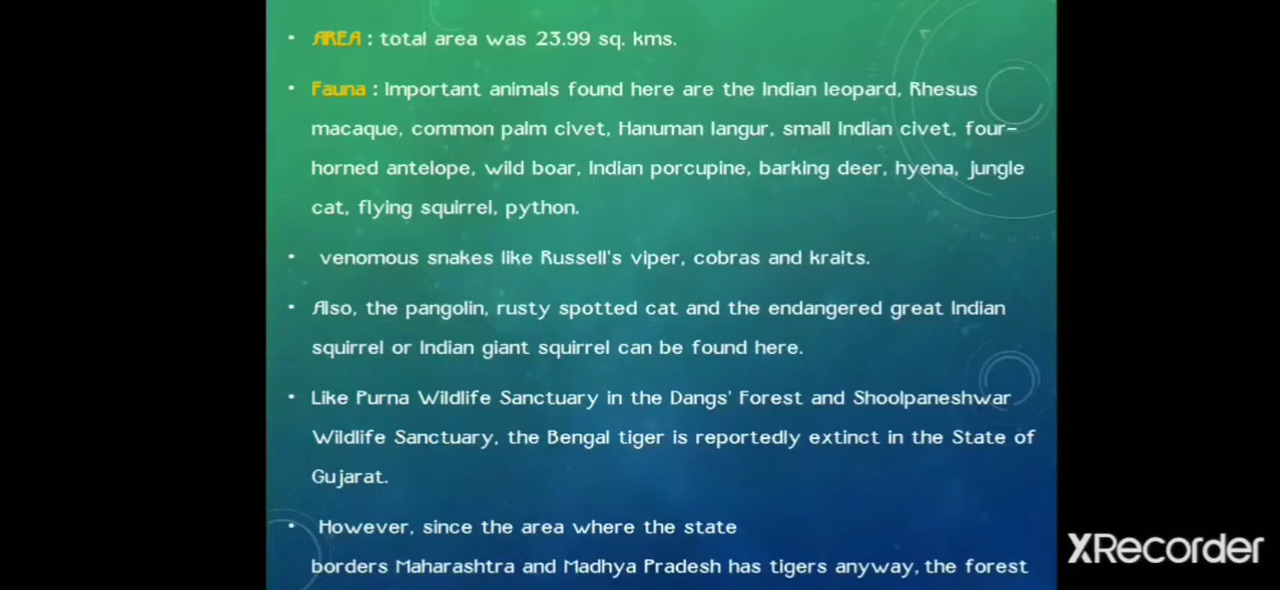 • AREA : total area was 23.99 sq. kms.
• Fauna : Important animals found here are the Indian leopard, Rhesus
macaque, common palm civet, Hanuman langur, small Indian civet, four-
horned antelope, wild boar, Indian porcupine, barking deer, hyena, jungle
cat, flying squirrel, python.
• venomous snakes like Russell's viper, cobras and kraits.
• Also, the pangolin, rusty spotted cat and the endangered great Indian
squirrel or Indian giant squirrel can be found here.
• Like Purna Wildlife Sanctuary in the Dangs' Forest and Shoolpaneshwar
Wildlife Sanctuary, the Bengal tiger is reportedly extinct in the State of
Gujarat.
• However, since the area where the state
borders Maharashtra and Madhya Pradesh has tigers anyway, the forest
XRecorder